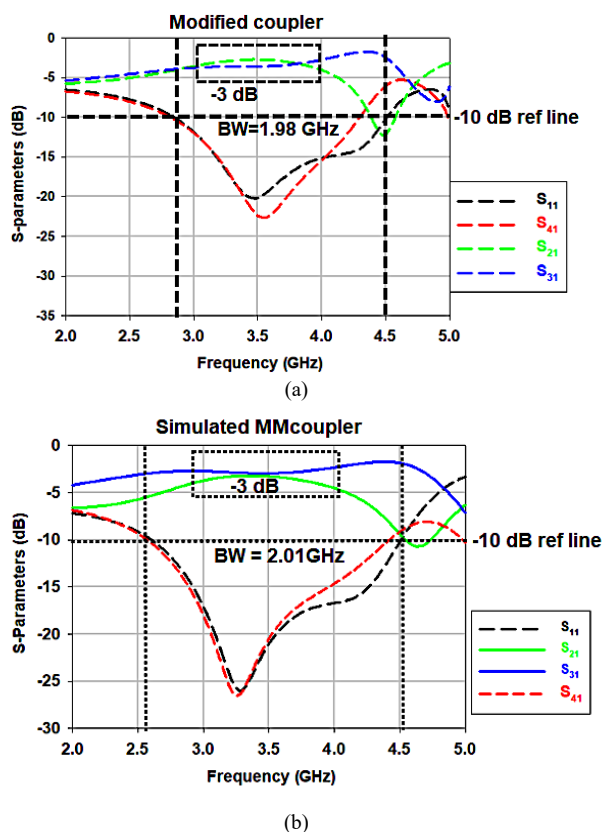 Modified coupler
0
-5
-10
-15
-20
-25
-30
-35
S-parameters (dB)
-3 dB
BW=1.98 GHz
-10 dB ref line
S11
S41
S21
S31
2.0 2.5 3.0 3.5 4.0 4.5 5.0
Frequency (GHz)
(a)
Simulated MMcoupler
0
-5
-10
-15
-20
-25
-30
S-Parameters (dB)
-3 dB
BW = 2.01GHz
-10 dB ref line
S11
S21
S31
S41
2.0 2.5 3.0 3.5 4.0 4.5 5.0
Frequency (GHz)
(b)